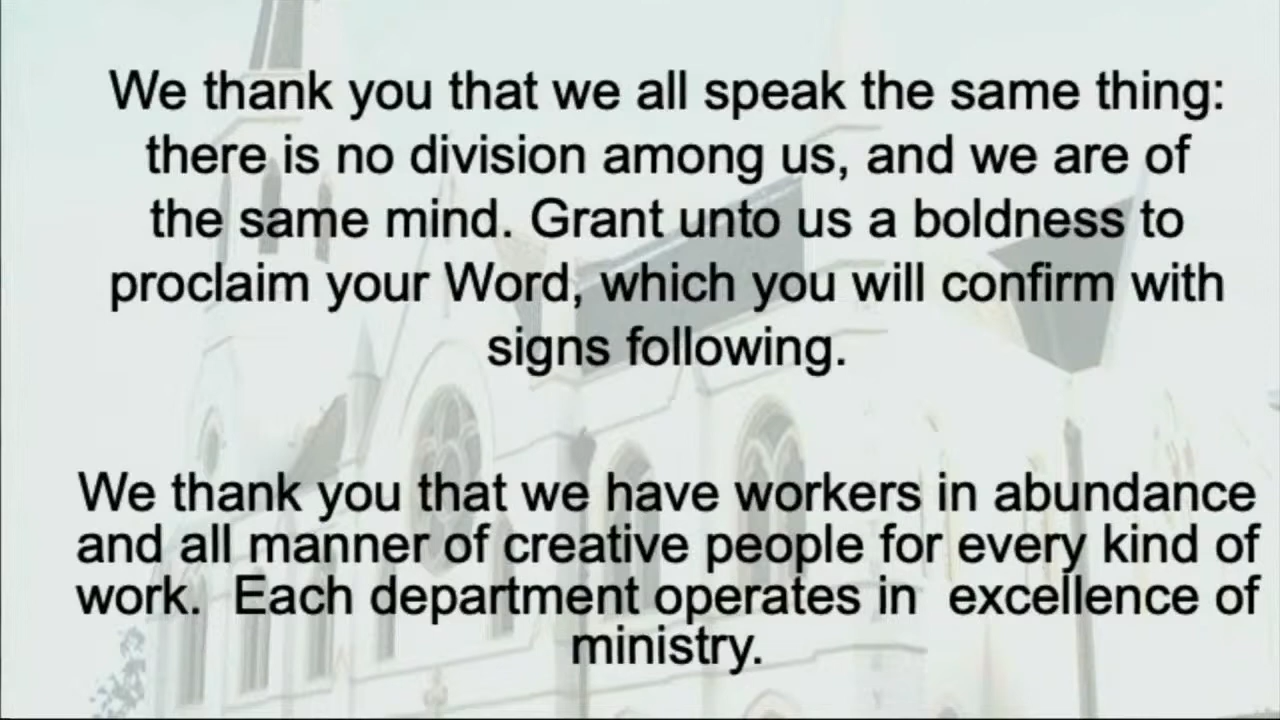 We thank you that we all speak the same thing:
there is no division among us, and we are of
the same mind. Grant unto us a boldness to
proclaim your Word, which you will confirm with
signs following.
We thank you that we have workers in abundance
and all manner of creative people for every kind of
work.  Each department operates in  excellence of
ministry.